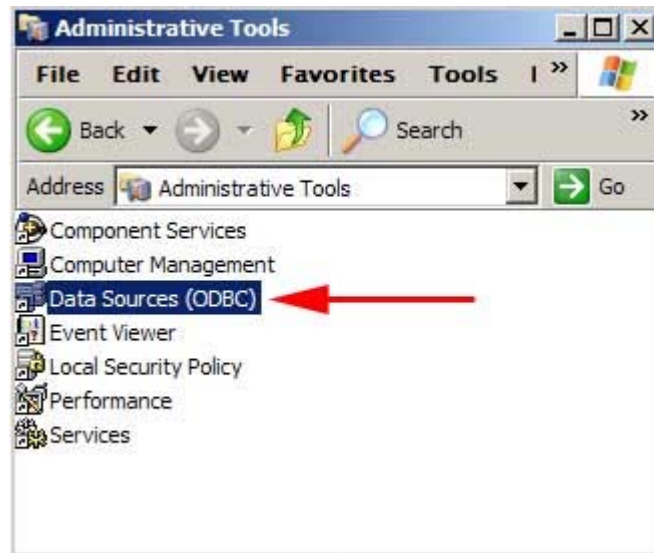 Administrative Tools
File Edit View Favorites Tools »
Back Search »
Address Administrative Tools Go
Component Services
Computer Management
Data Sources (ODBC)
Event Viewer
Local Security Policy
Performance
Services